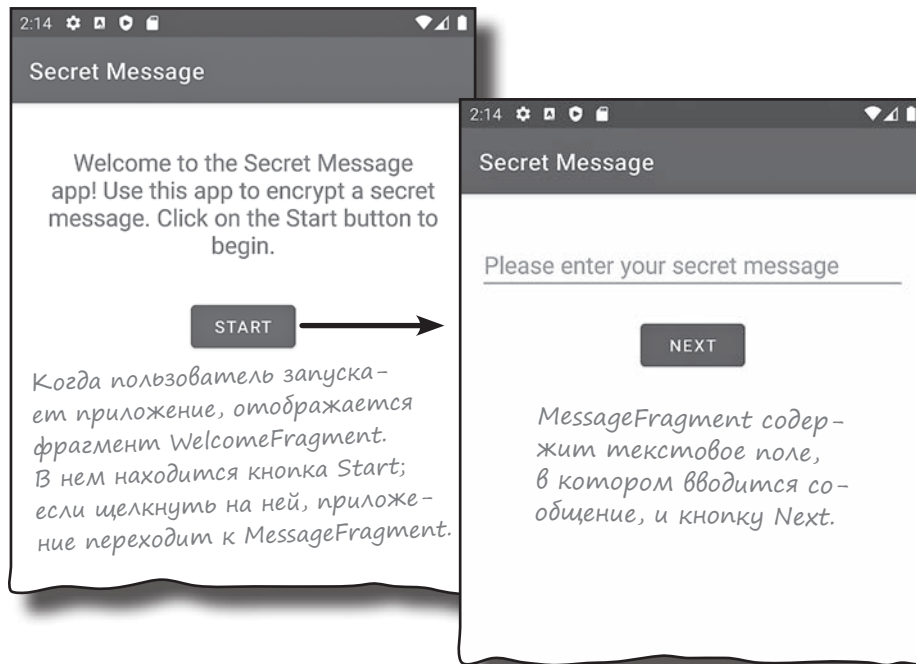 2:14
Secret Message
Welcome to the Secret Message
app! Use this app to encrypt a secret
message. Click on the Start button to
begin.
START
Когда пользователь запуска-
ет приложение, отображается
фрагмент WelcomeFragment.
В нем находится кнопка Start;
если щелкнуть на ней, приложе-
ние переходит к MessageFragment.
2:14
Secret Message
Please enter your secret message
NEXT
MessageFragment содер-
жит текстовое поле,
в котором вводится со-
общение, и кнопку Next.